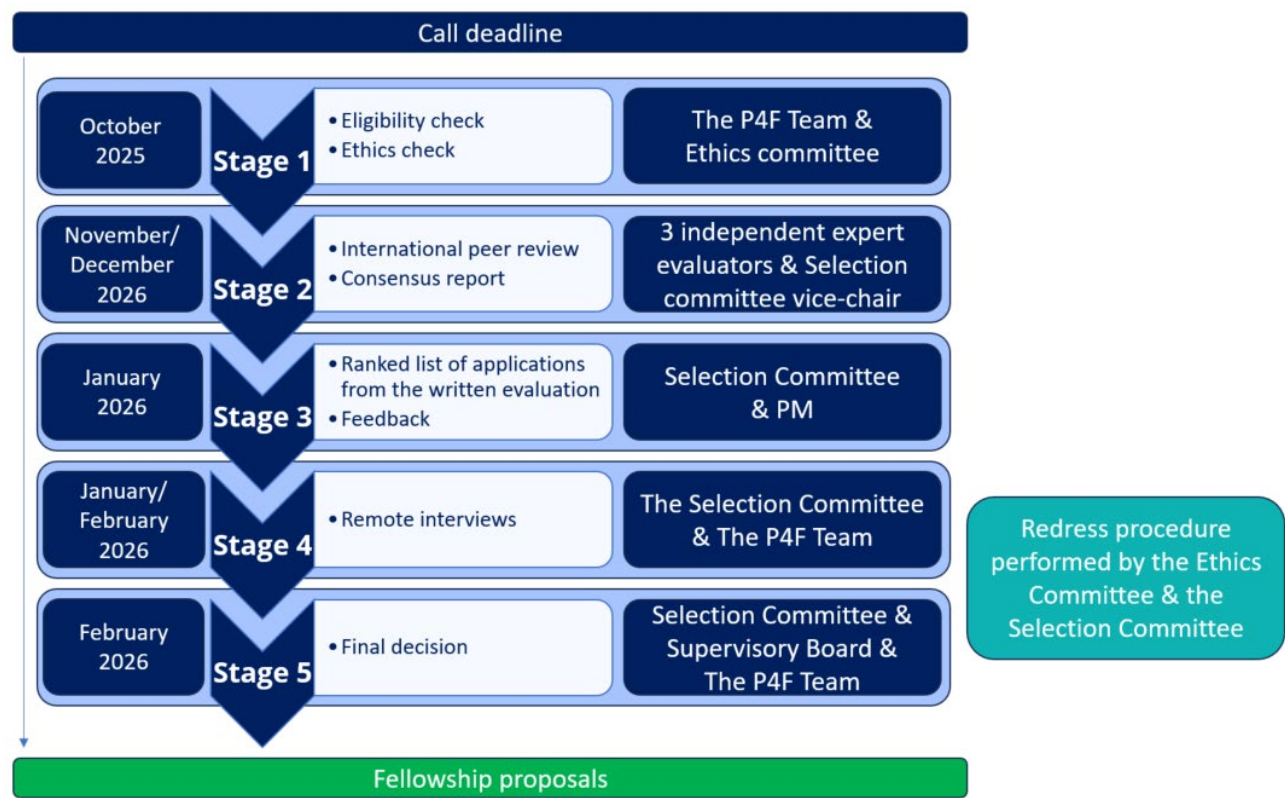 Call deadline
October
2025
Stage 1
• Eligibility check
• Ethics check
The P4F Team &
Ethics committee
November/
December
2026
Stage 2
• International peer review
• Consensus report
3 independent expert
evaluators & Selection
committee vice-chair
January
2026
Stage 3
• Ranked list of applications
from the written evaluation
• Feedback
Selection Committee
& PM
January/
February
2026
Stage 4
• Remote interviews
The Selection Committee
& The P4F Team
February
2026
Stage 5
• Final decision
Selection Committee &
Supervisory Board &
The P4F Team
Redress procedure
performed by the Ethics
Committee & the
Selection Committee
Fellowship proposals